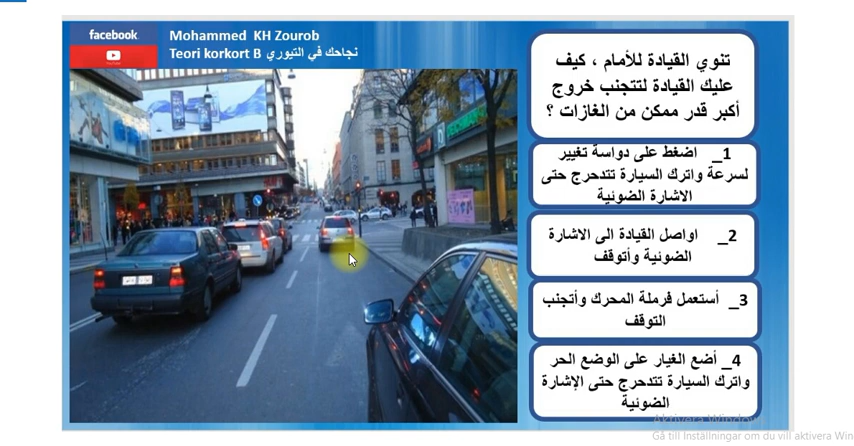 facebook
YouTube
Mohammed KH Zourob
Teori korkort B نجاحك في التيوري
تنوي القيادة للأمام ، كيف
عليك القيادة لتتجنب خروج
أكبر قدر ممكن من الغازات ؟
1_ اضغط على دواسة تغيير
لسرعة واترك السيارة تتدحرج حتى
الاشارة الضوئية
2_ اواصل القيادة الى الاشارة
الضوئية وأتوقف
3_ أستعمل فرملة المحرك وأتجنب
التوقف
4_ أضع الغيار على الوضع الحر
واترك السيارة تتدحرج حتى الإشارة
الضوئية
Aktivera Windows
Gå till Inställningar om du vill aktivera Win